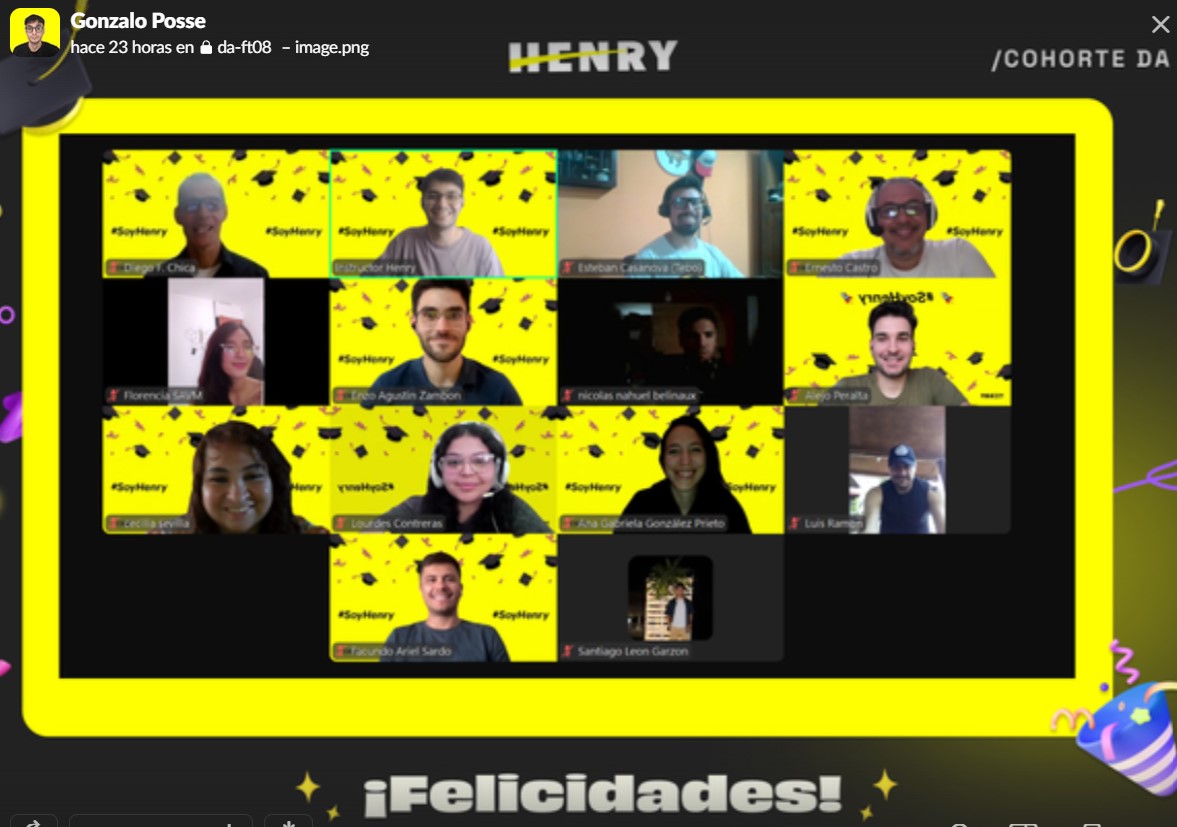 Gonzalo Posse
hace 23 horas en da-ft08 – image.png
HENRY
/COHORTE DA
#SoyHenry #SoyHenry
Diego F. Chica
#SoyHenry #SoyHenry
Instructor Henry
Esteban Casanova (Tebo)
#SoyHenry #SoyHenry
Ernesto Castro
Florencia SAVM
#SoyHenry #SoyHenry
Enzo Agustin Zambon
nicolas nahuel belinaux
#SoyHenry
Alejo Peralta
#SoyHenry Henry
cecilia sevilla
#SoyHenry #SoyHenry
Lourdes Contreras
#SoyHenry SoyHenry
Ana Gabriela González Prieto
Luis Ramon
#SoyHenry #SoyHenry
Facundo Ariel Sardo
Santiago Leon Garzon
¡Felicidades!